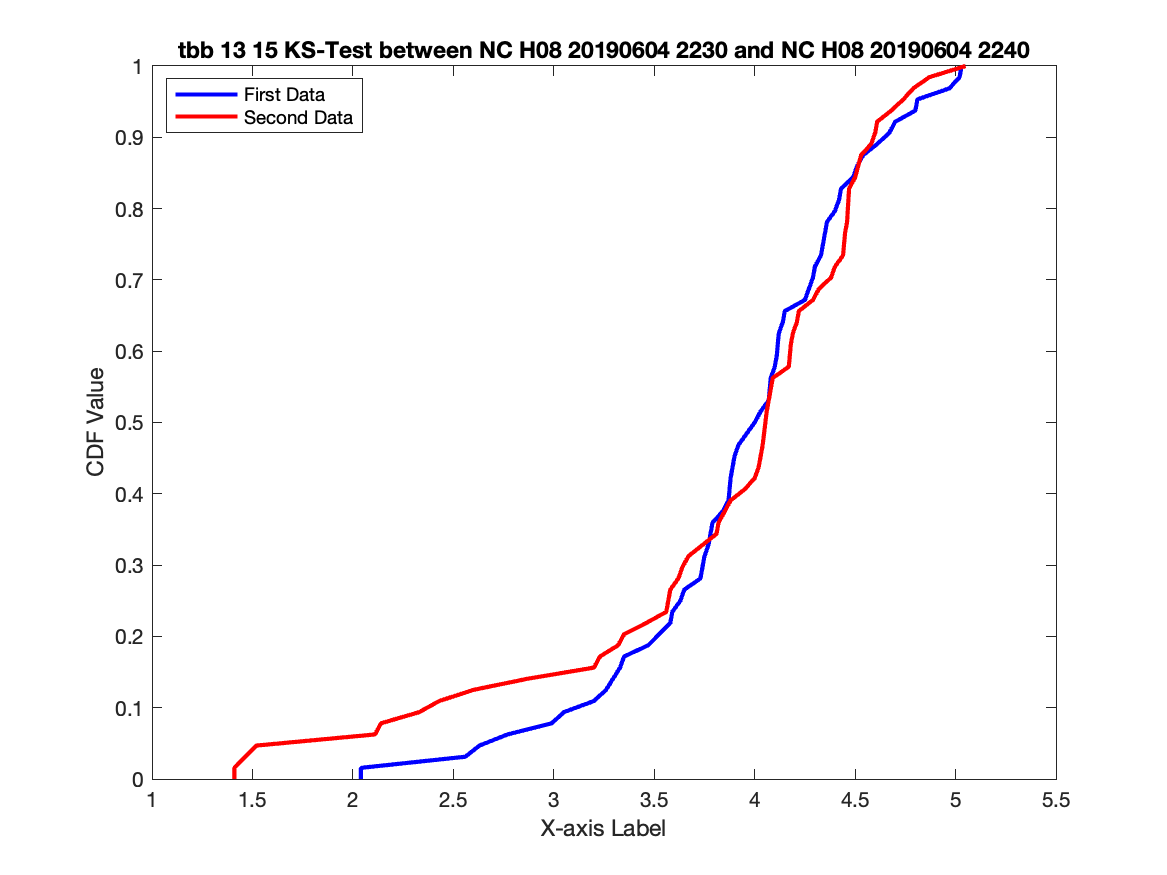 tbb 13 15 KS-Test between NC H08 20190604 2230 and NC H08 20190604 2240
First Data
Second Data
1
0.9
0.8
0.7
0.6
0.5
0.4
0.3
0.2
0.1
0
CDF Value
1 1.5 2 2.5 3 3.5 4 4.5 5 5.5
X-axis Label